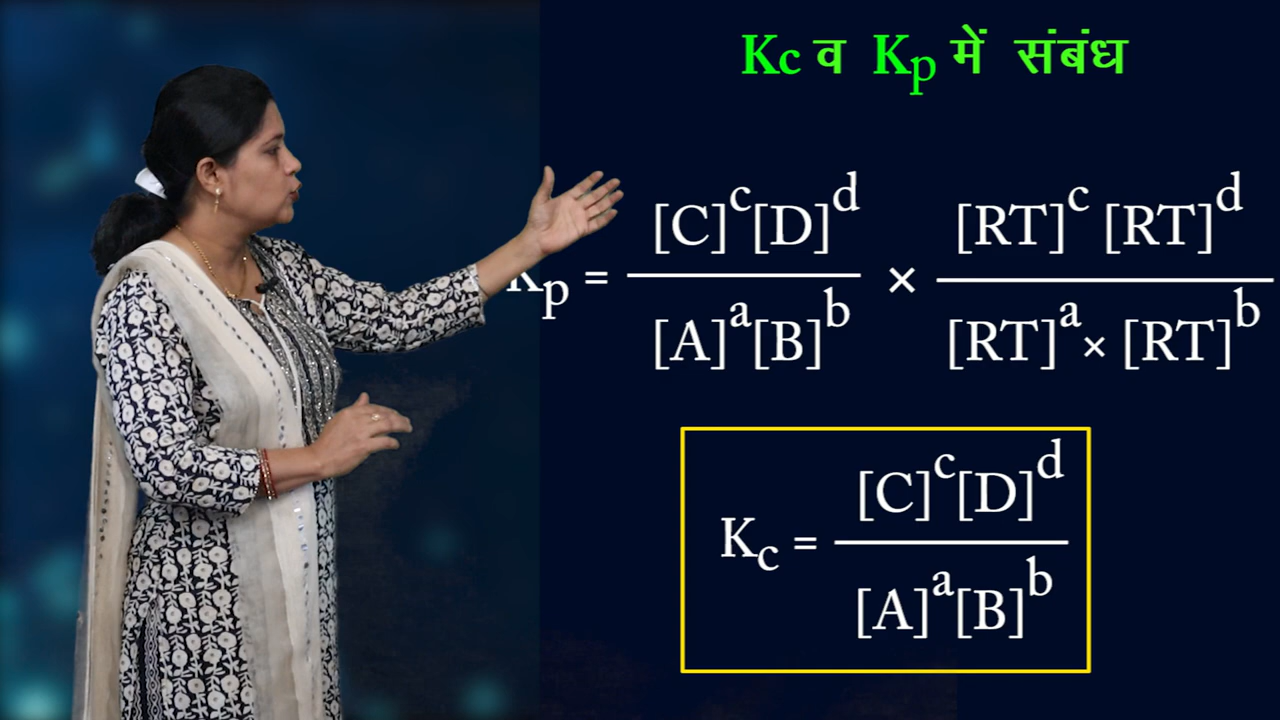 Kc व Kp में संबंध
Kp = [C]^c[D]^d / [A]^a[B]^b × [RT]^c [RT]^d / [RT]^a × [RT]^b
Kc = [C]^c[D]^d / [A]^a[B]^b